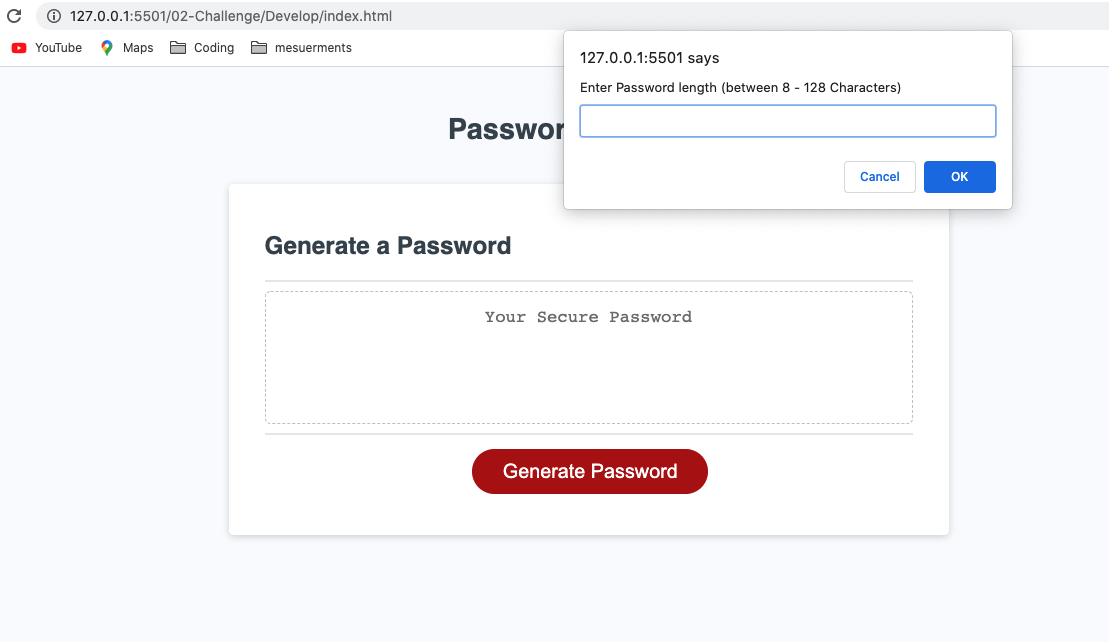 127.0.0.1:5501/02-Challenge/Develop/index.html
YouTube Maps Coding mesuerments
127.0.0.1:5501 says
Enter Password length (between 8 - 128 Characters)
Cancel OK
Generate a Password
Your Secure Password
Generate Password